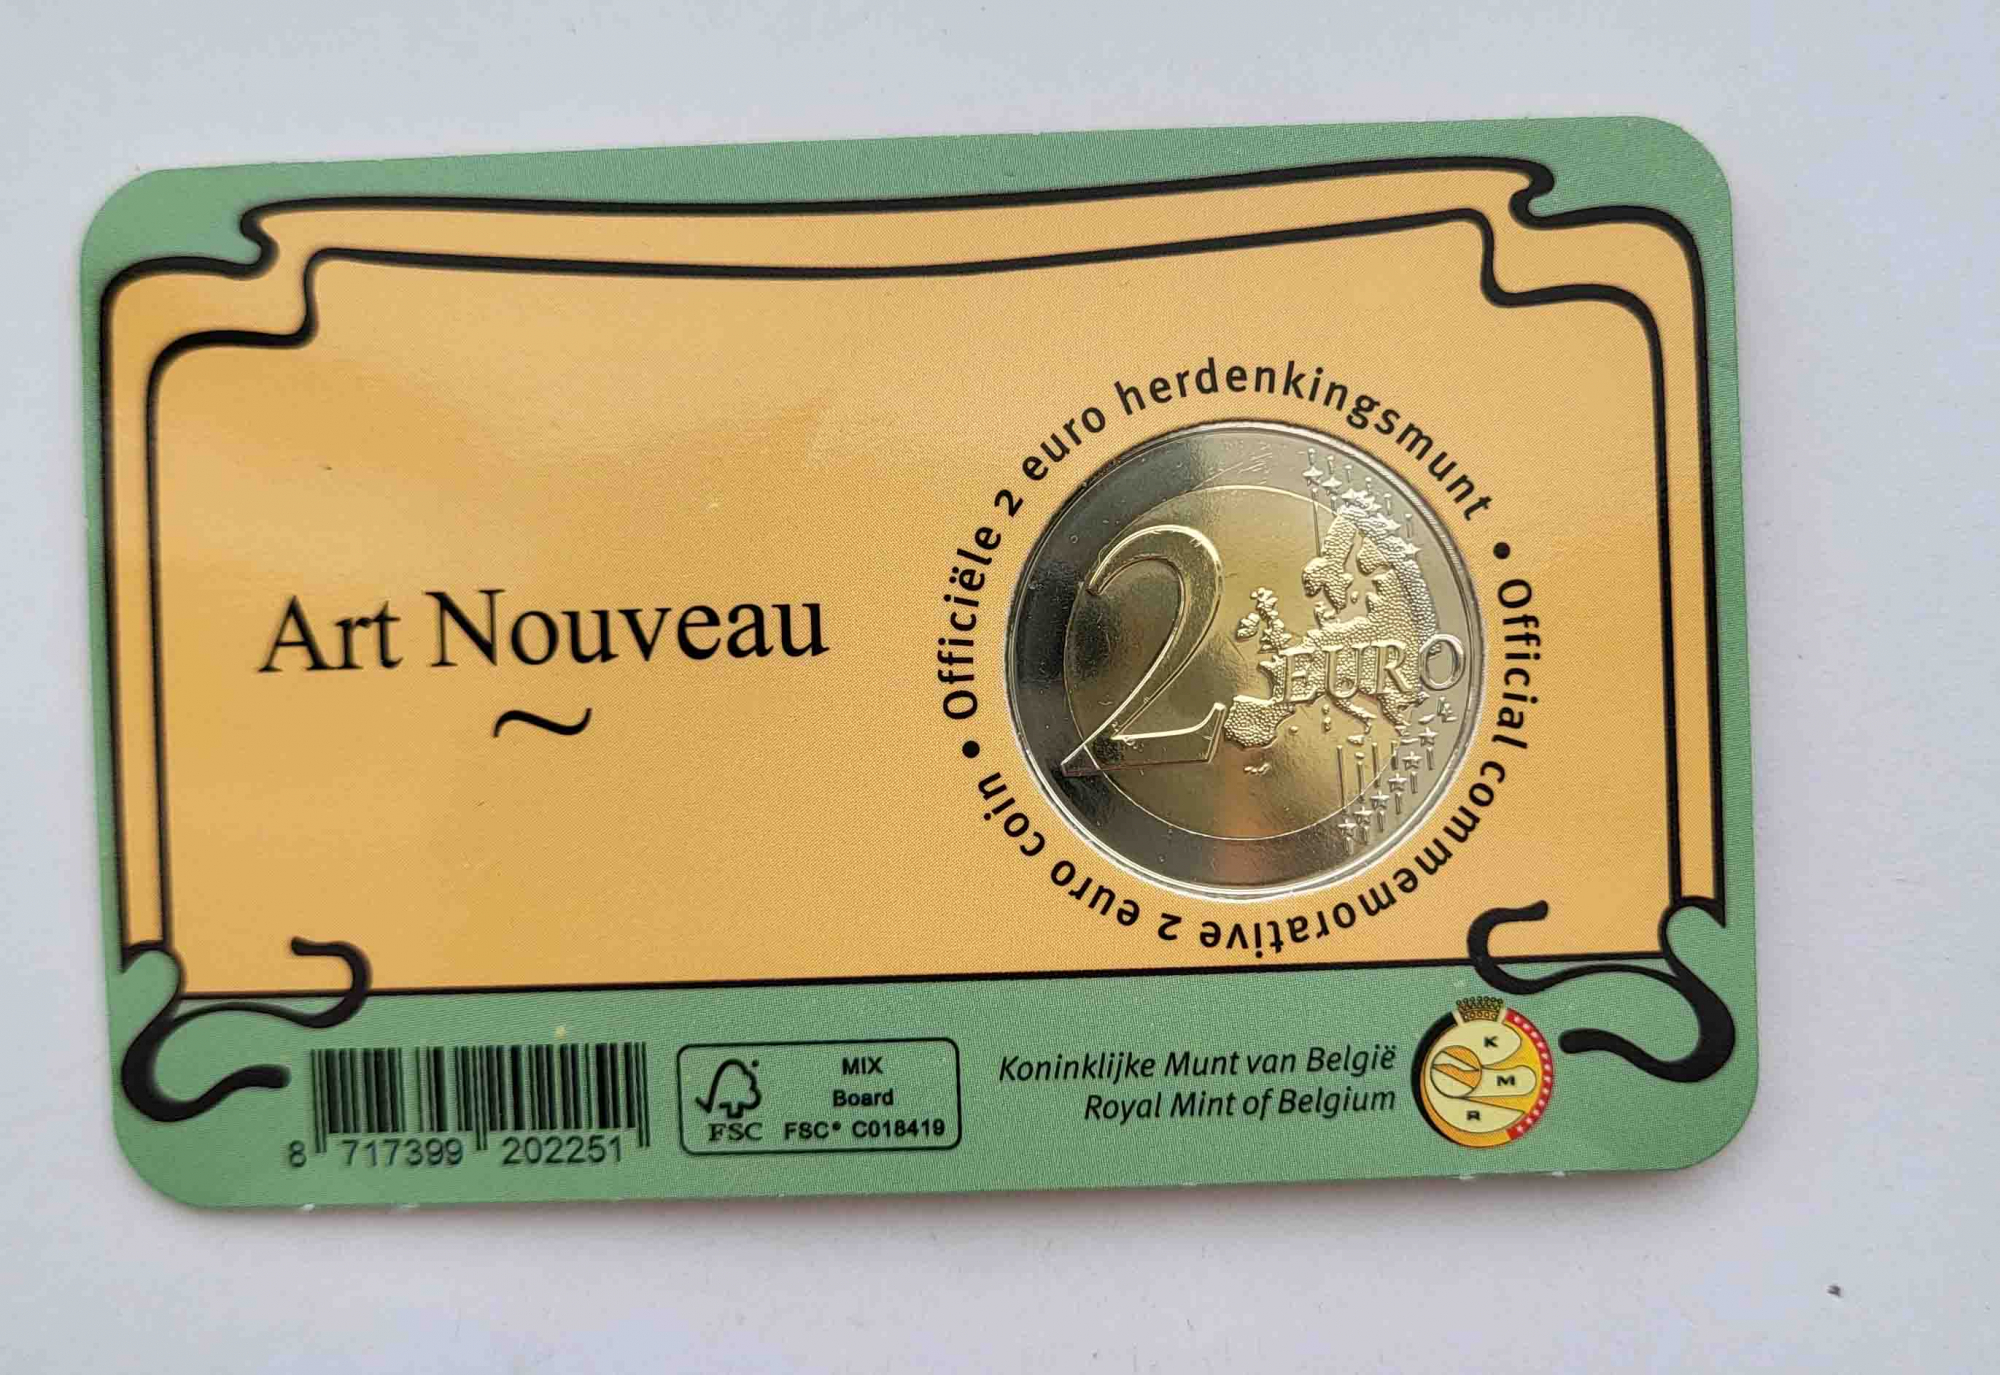 Officiële 2 euro herdenkingsmunt • Official commemorative 2 euro coin •
Art Nouveau
~
2 EURO
8 717399 202251
FSC
MIX
Board
FSC® C018419
Koninklijke Munt van België
Royal Mint of Belgium
K
M
R